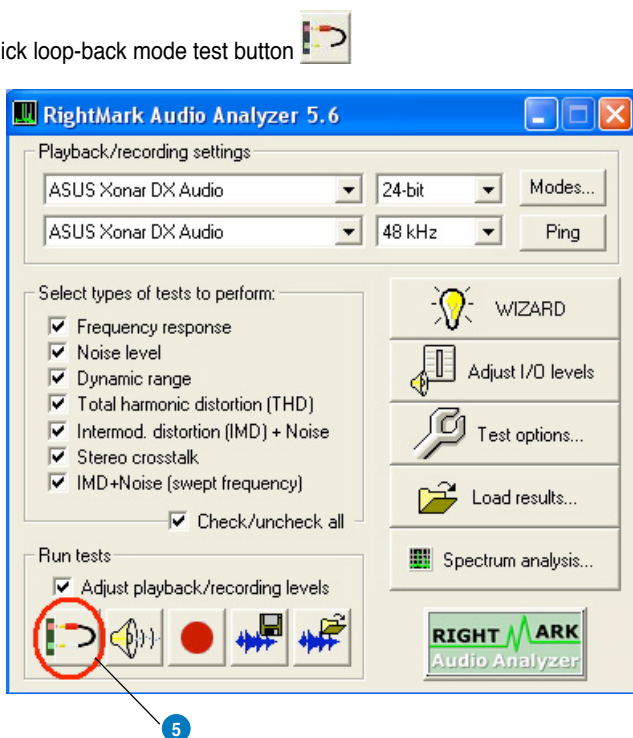 ick loop-back mode test button
RightMark Audio Analyzer 5.6
Playback/recording settings
ASUS Xonar DX Audio 24-bit Modes...
ASUS Xonar DX Audio 48 kHz Ping
Select types of tests to perform:
Frequency response
Noise level
Dynamic range
Total harmonic distortion (THD)
Intermod. distortion (IMD) + Noise
Stereo crosstalk
IMD+Noise (swept frequency)
Check/uncheck all
WIZARD
Adjust I/O levels
Test options...
Load results...
Spectrum analysis...
Run tests
Adjust playback/recording levels
RIGHT MARK
Audio Analyzer
5